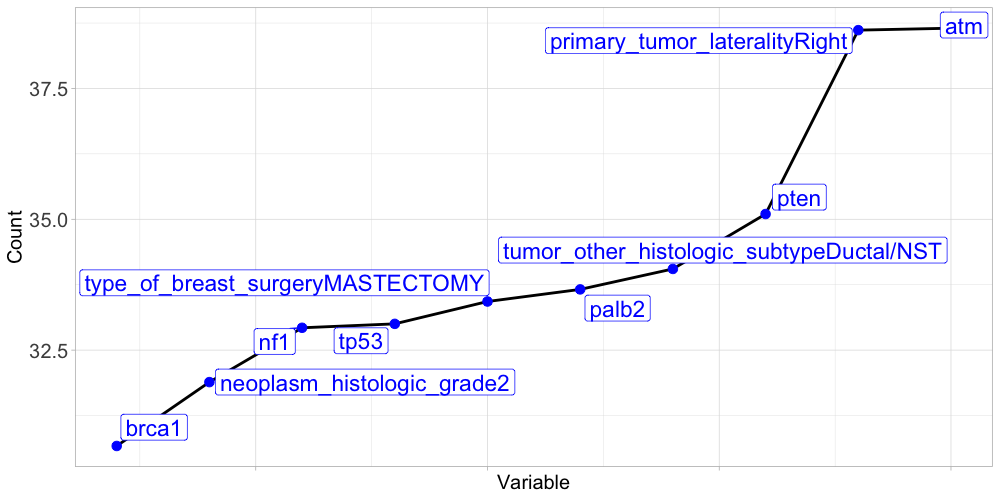 primary_tumor_lateralityRight
atm
37.5
pten
35.0
Count
tumor_other_histologic_subtypeDuctal/NST
type_of_breast_surgeryMASTECTOMY
palb2
nf1
tp53
32.5
neoplasm_histologic_grade2
brca1
Variable